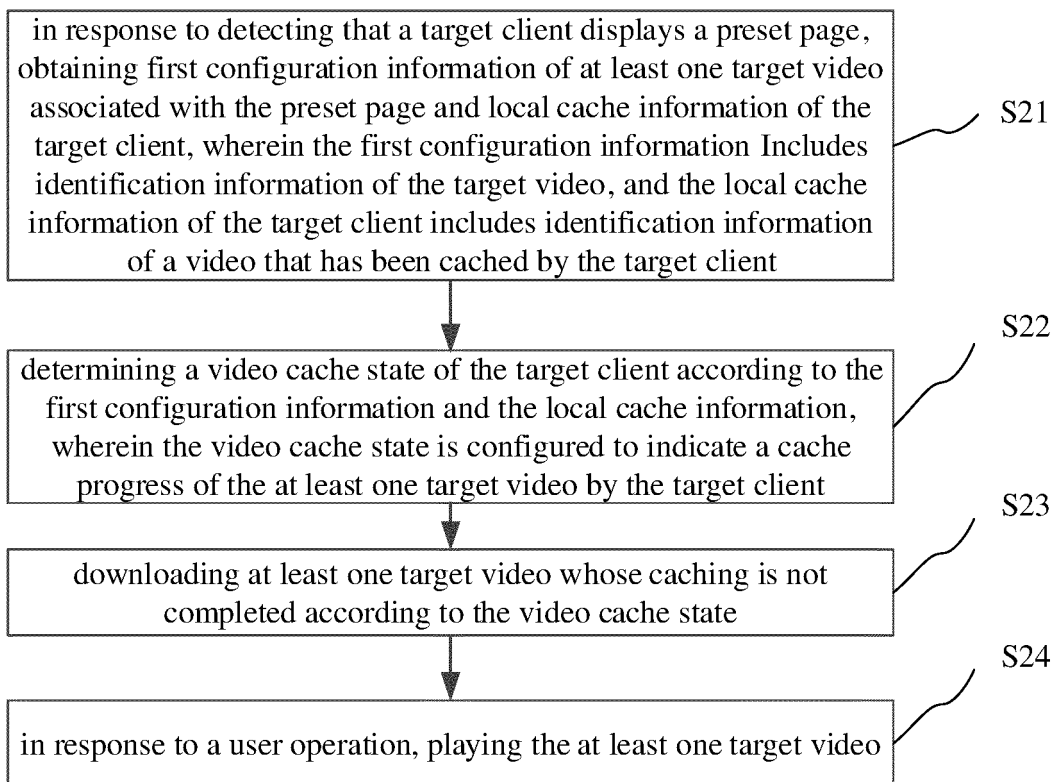 in response to detecting that a target client displays a preset page,
obtaining first configuration information of at least one target video
associated with the preset page and local cache information of the
target client, wherein the first configuration information Includes
identification information of the target video, and the local cache
information of the target client includes identification information
of a video that has been cached by the target client
S21
determining a video cache state of the target client according to the
first configuration information and the local cache information,
wherein the video cache state is configured to indicate a cache
progress of the at least one target video by the target client
S22
downloading at least one target video whose caching is not
completed according to the video cache state
S23
in response to a user operation, playing the at least one target video
S24